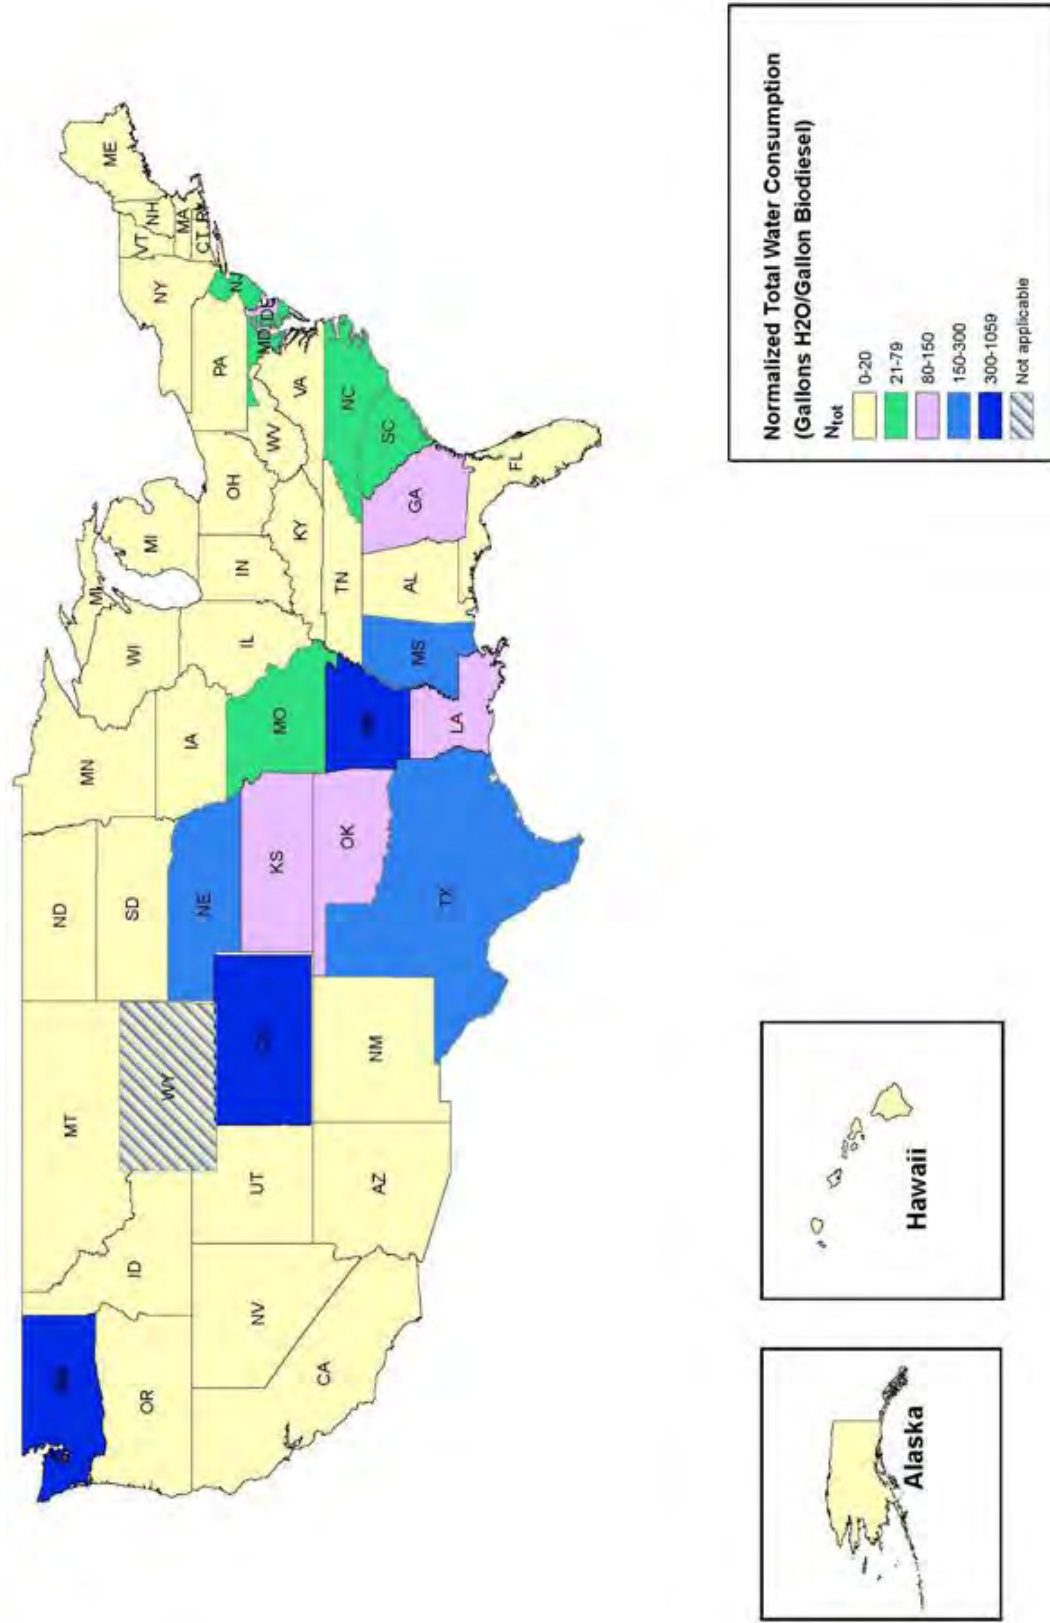 Normalized Total Water Consumption
(Gallons H2O/Gallon Biodiesel)
Ntot
0-20
21-79
80-150
150-300
300-1059
Not applicable
MT
ND
MN
MI
ME
VT
NH
NY
MA
CT
OR
ID
WY
SD
WI
MI
IA
NE
PA
NJ
OH
MD
DE
IN
IL
WV
VA
NV
UT
KS
MO
KY
CA
NC
TN
OK
SC
AZ
NM
MS
AL
GA
TX
LA
FL
Alaska
Hawaii